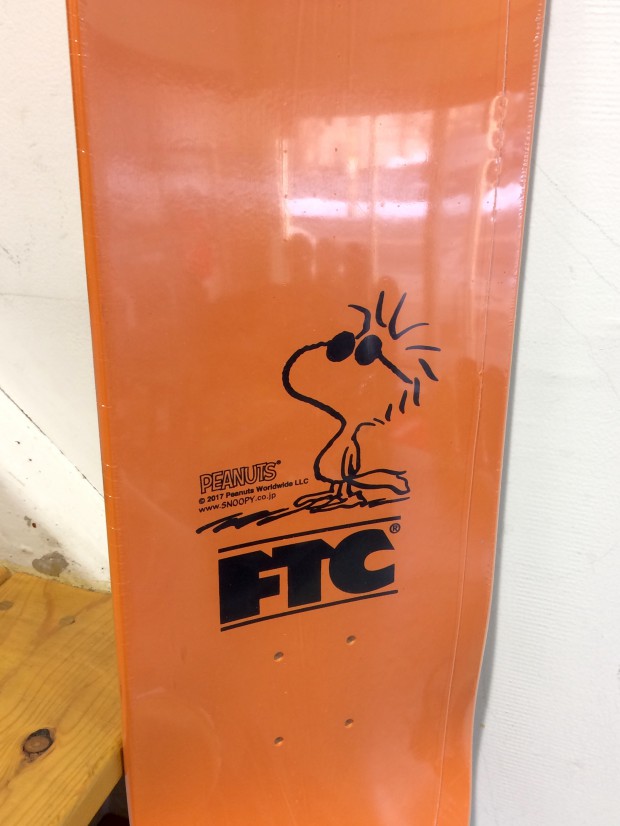 PEANUTS®
© 2017 Peanuts Worldwide LLC
www.SNOOPY.co.jp
FTC®